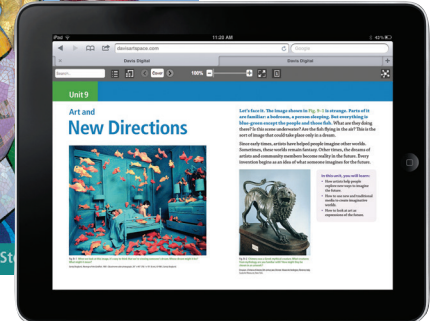 iPad
11:20 AM
42%
davisartspace.com
Google
Davis Digital
Davis Digital
Search...
Cover
100%
Unit 9
Art and
New Directions
Let's face it. The image shown in Fig. 9–1 is strange. Parts of it
are familiar: a bedroom, a person sleeping. But everything is
blue-green except the people and those fish. What are they doing
there? Is this scene underwater? Are the fish flying in the air? This is the
sort of image that could take place only in a dream.
Since early times, artists have helped people imagine other worlds.
Sometimes, these worlds remain fantasy. Other times, the dreams of
artists and community members become reality in the future. Every
invention begins as an idea of what someone imagines for the future.
In this unit, you will learn:
• How artists help people
explore new ways to imagine
the future.
• How to use new and traditional
media to create imaginative
worlds.
• How to look at art as
expressions of the future.
St